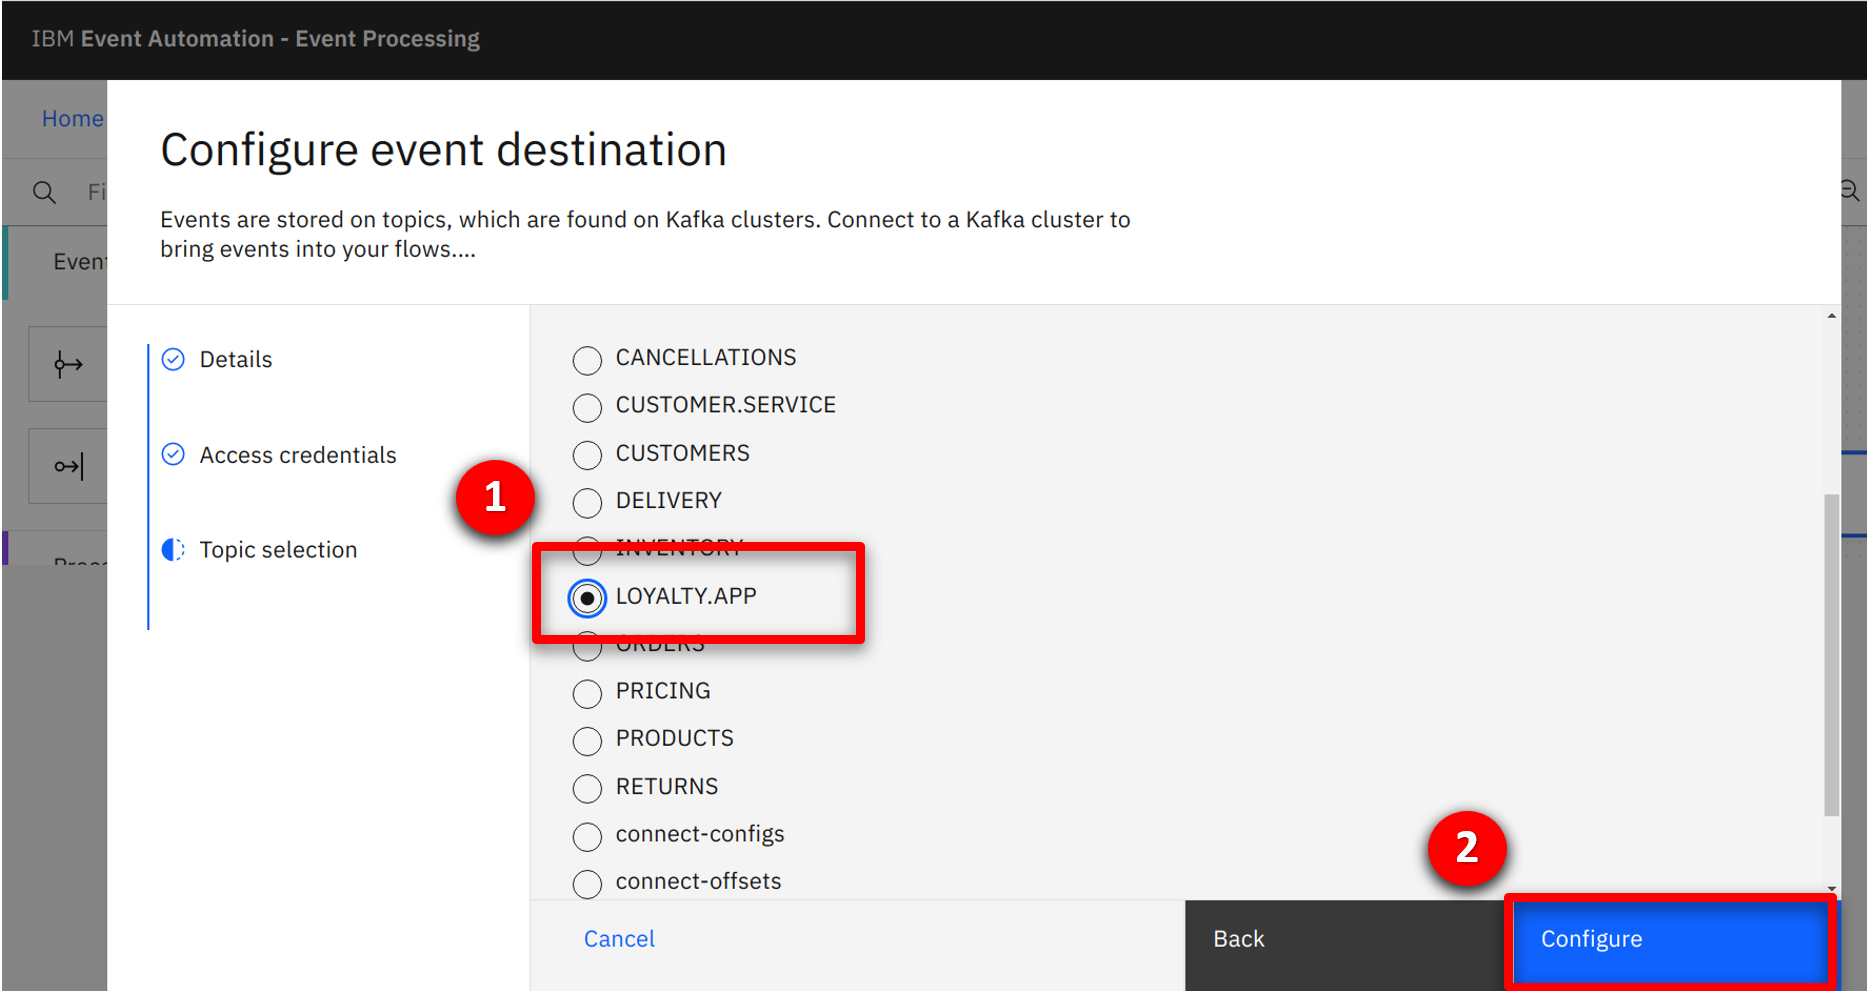 IBM Event Automation - Event Processing
Home
Fi
Configure event destination
Events are stored on topics, which are found on Kafka clusters. Connect to a Kafka cluster to
bring events into your flows....
Event
Details
Access credentials
Topic selection
1
CANCELLATIONS
CUSTOMER.SERVICE
CUSTOMERS
DELIVERY
INVENTORY
LOYALTY.APP
ORDERS
PRICING
PRODUCTS
RETURNS
connect-configs
connect-offsets
2
Cancel
Back
Configure